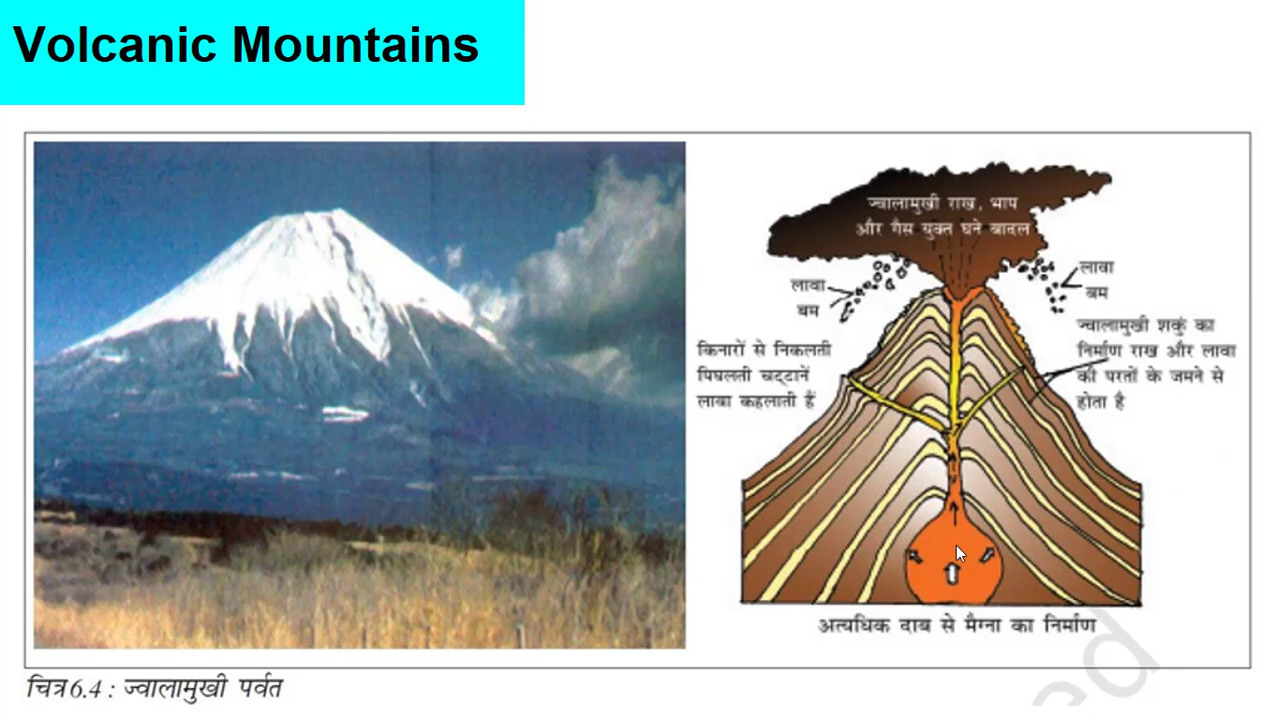 Volcanic Mountains
ज्वालामुखी राख, भाप
और गैस युक्त घने बादल
लावा
बम
लावा
बम
किनारों से निकलती
पिघलती चट्टानें
लावा कहलाती हैं
ज्वालामुखी शकुं का
निर्माण राख और लावा
की परतों के जमने से
होता है
अत्यधिक दाब से मैग्ना का निर्माण
चित्र 6.4 : ज्वालामुखी पर्वत